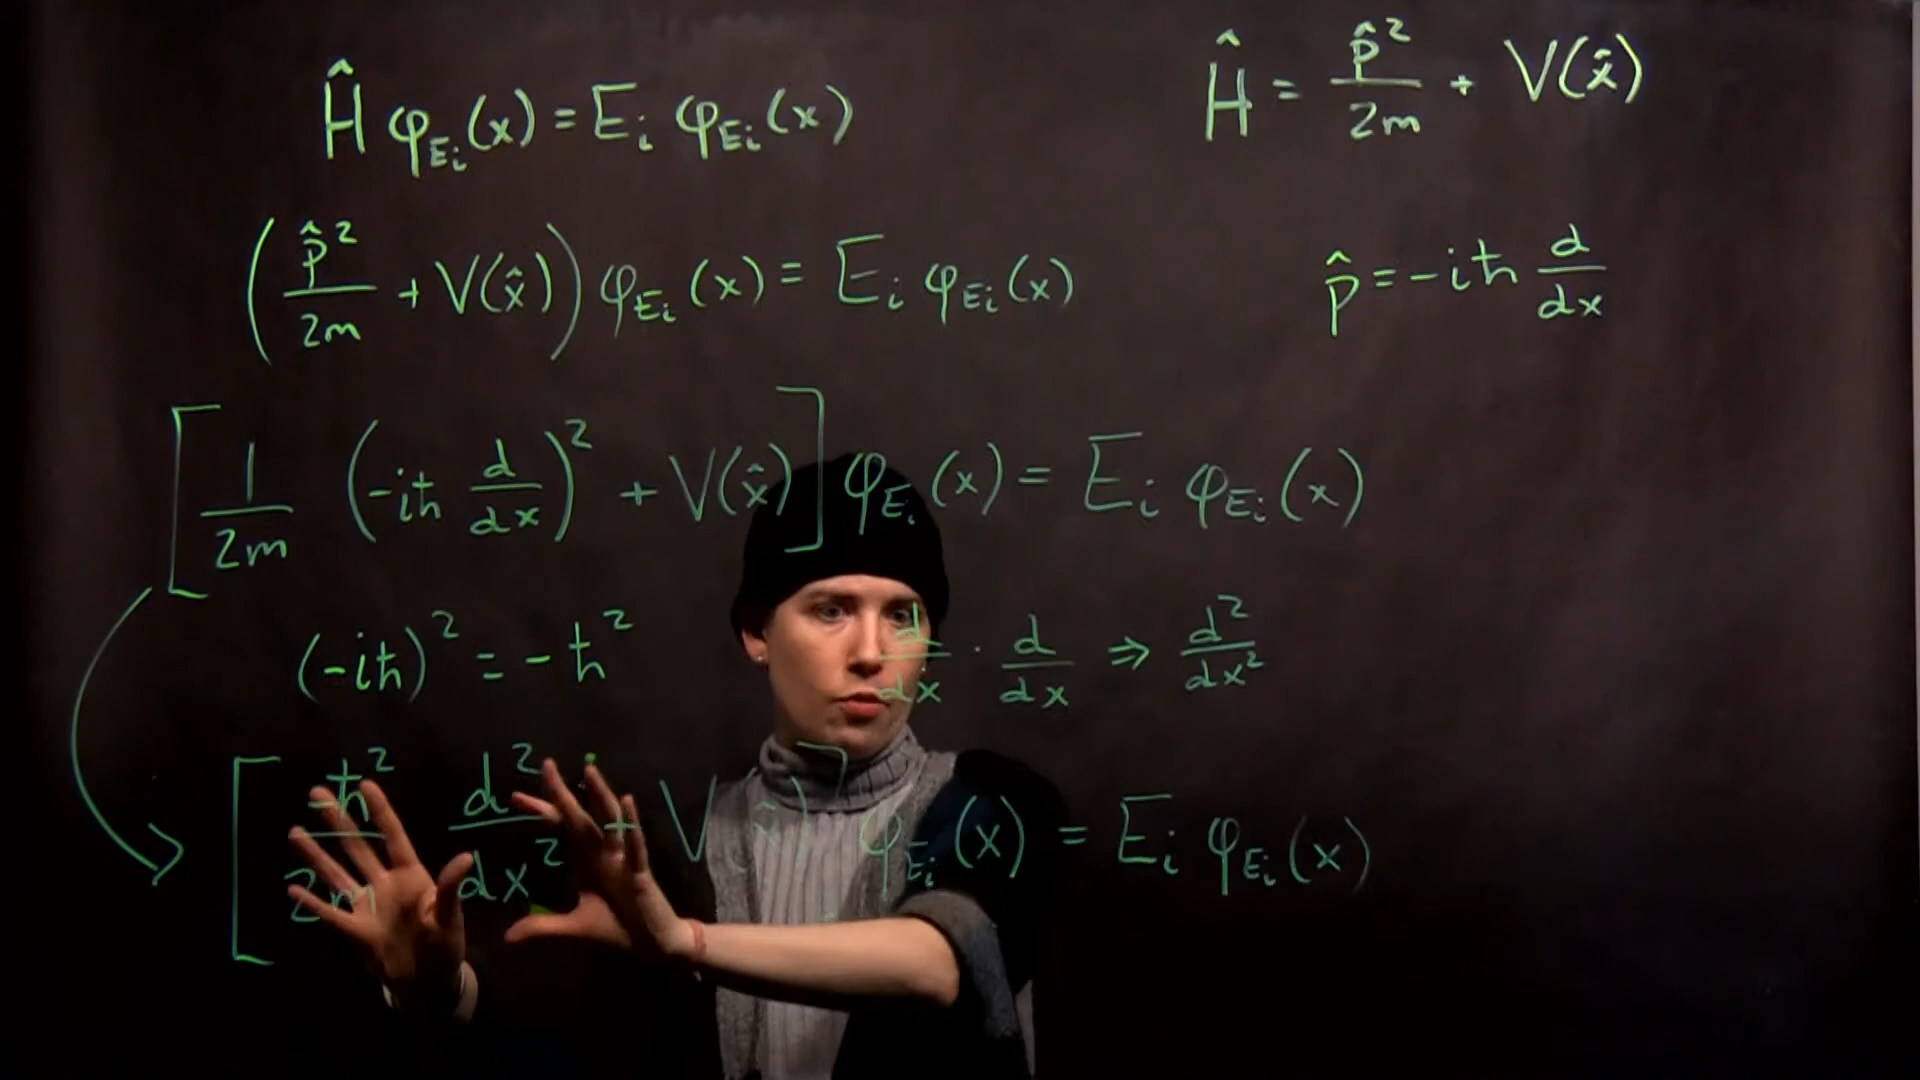 Ĥ φ_{E_i}(x) = E_i φ_{E_i}(x)
Ĥ = p̂²/2m + V(x̂)
(p̂²/2m + V(x̂)) φ_{E_i}(x) = E_i φ_{E_i}(x)
p̂ = -iħ d/dx
[1/2m (-iħ d/dx)² + V(x̂)] φ_{E_i}(x) = E_i φ_{E_i}(x)
(-iħ)² = -ħ²
d/dx · d/dx ⇒ d²/dx²
[-ħ²/2m d²/dx² + V(x̂)] φ_{E_i}(x) = E_i φ_{E_i}(x)